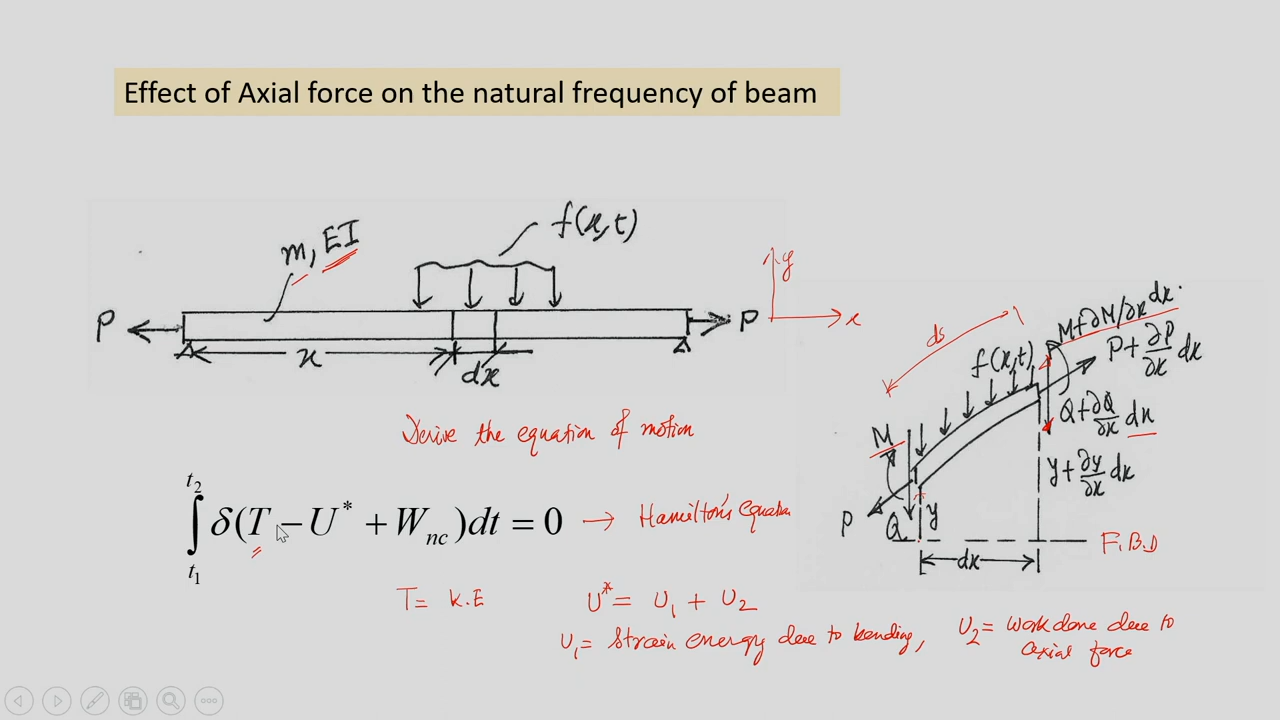 Effect of Axial force on the natural frequency of beam
m, EI
f(x,t)
P
P
x
dx
y
x
Derive the equation of motion
∫_{t₁}^{t₂} δ(T − U* + W_{nc})dt = 0 → Hamilton's Equation
T = K.E
U* = U₁ + U₂
U₁ = Strain energy due to bending, U₂ = Work done due to
axial force
ds
M+∂M/∂x dx
P+∂P/∂x dx
f(x,t)
Q+∂Q/∂x dx
M
y+∂y/∂x dx
P
Q
y
dx
F.B.D